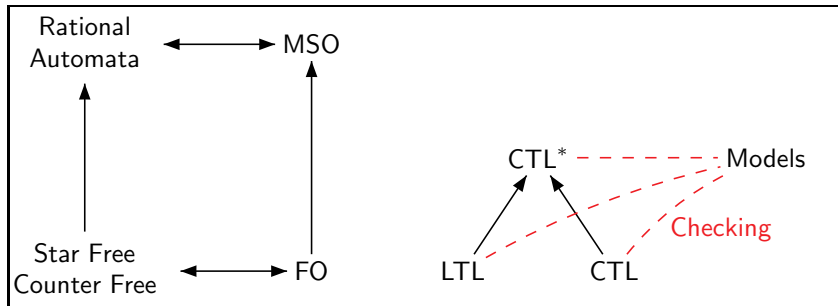 Rational
Automata
MSO
CTL*
Models
Checking
Star Free
Counter Free
FO
LTL
CTL